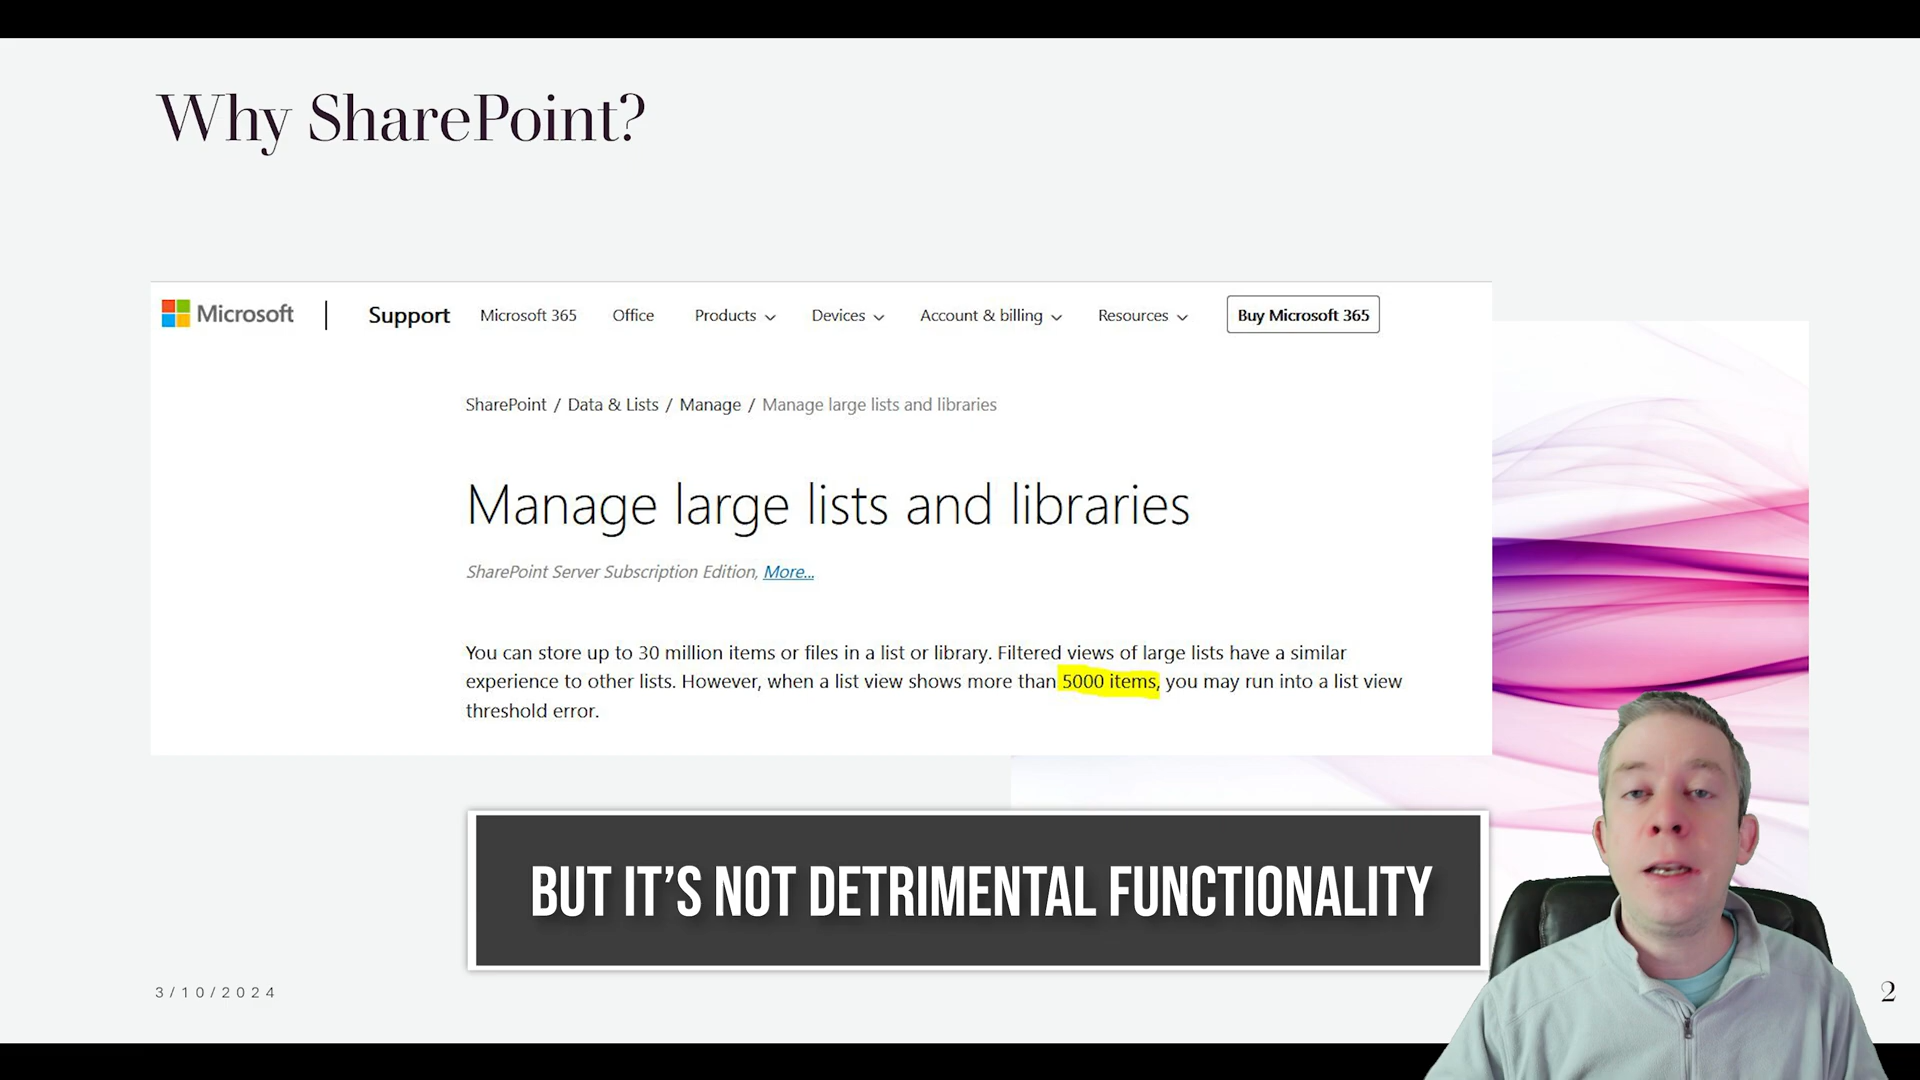 Why SharePoint?
Microsoft | Support Microsoft 365 Office Products Devices Account & billing Resources Buy Microsoft 365
SharePoint / Data & Lists / Manage / Manage large lists and libraries
Manage large lists and libraries
SharePoint Server Subscription Edition, More...
You can store up to 30 million items or files in a list or library. Filtered views of large lists have a similar
experience to other lists. However, when a list view shows more than 5000 items, you may run into a list view
threshold error.
BUT IT’S NOT DETRIMENTAL FUNCTIONALITY
3/10/2024
2